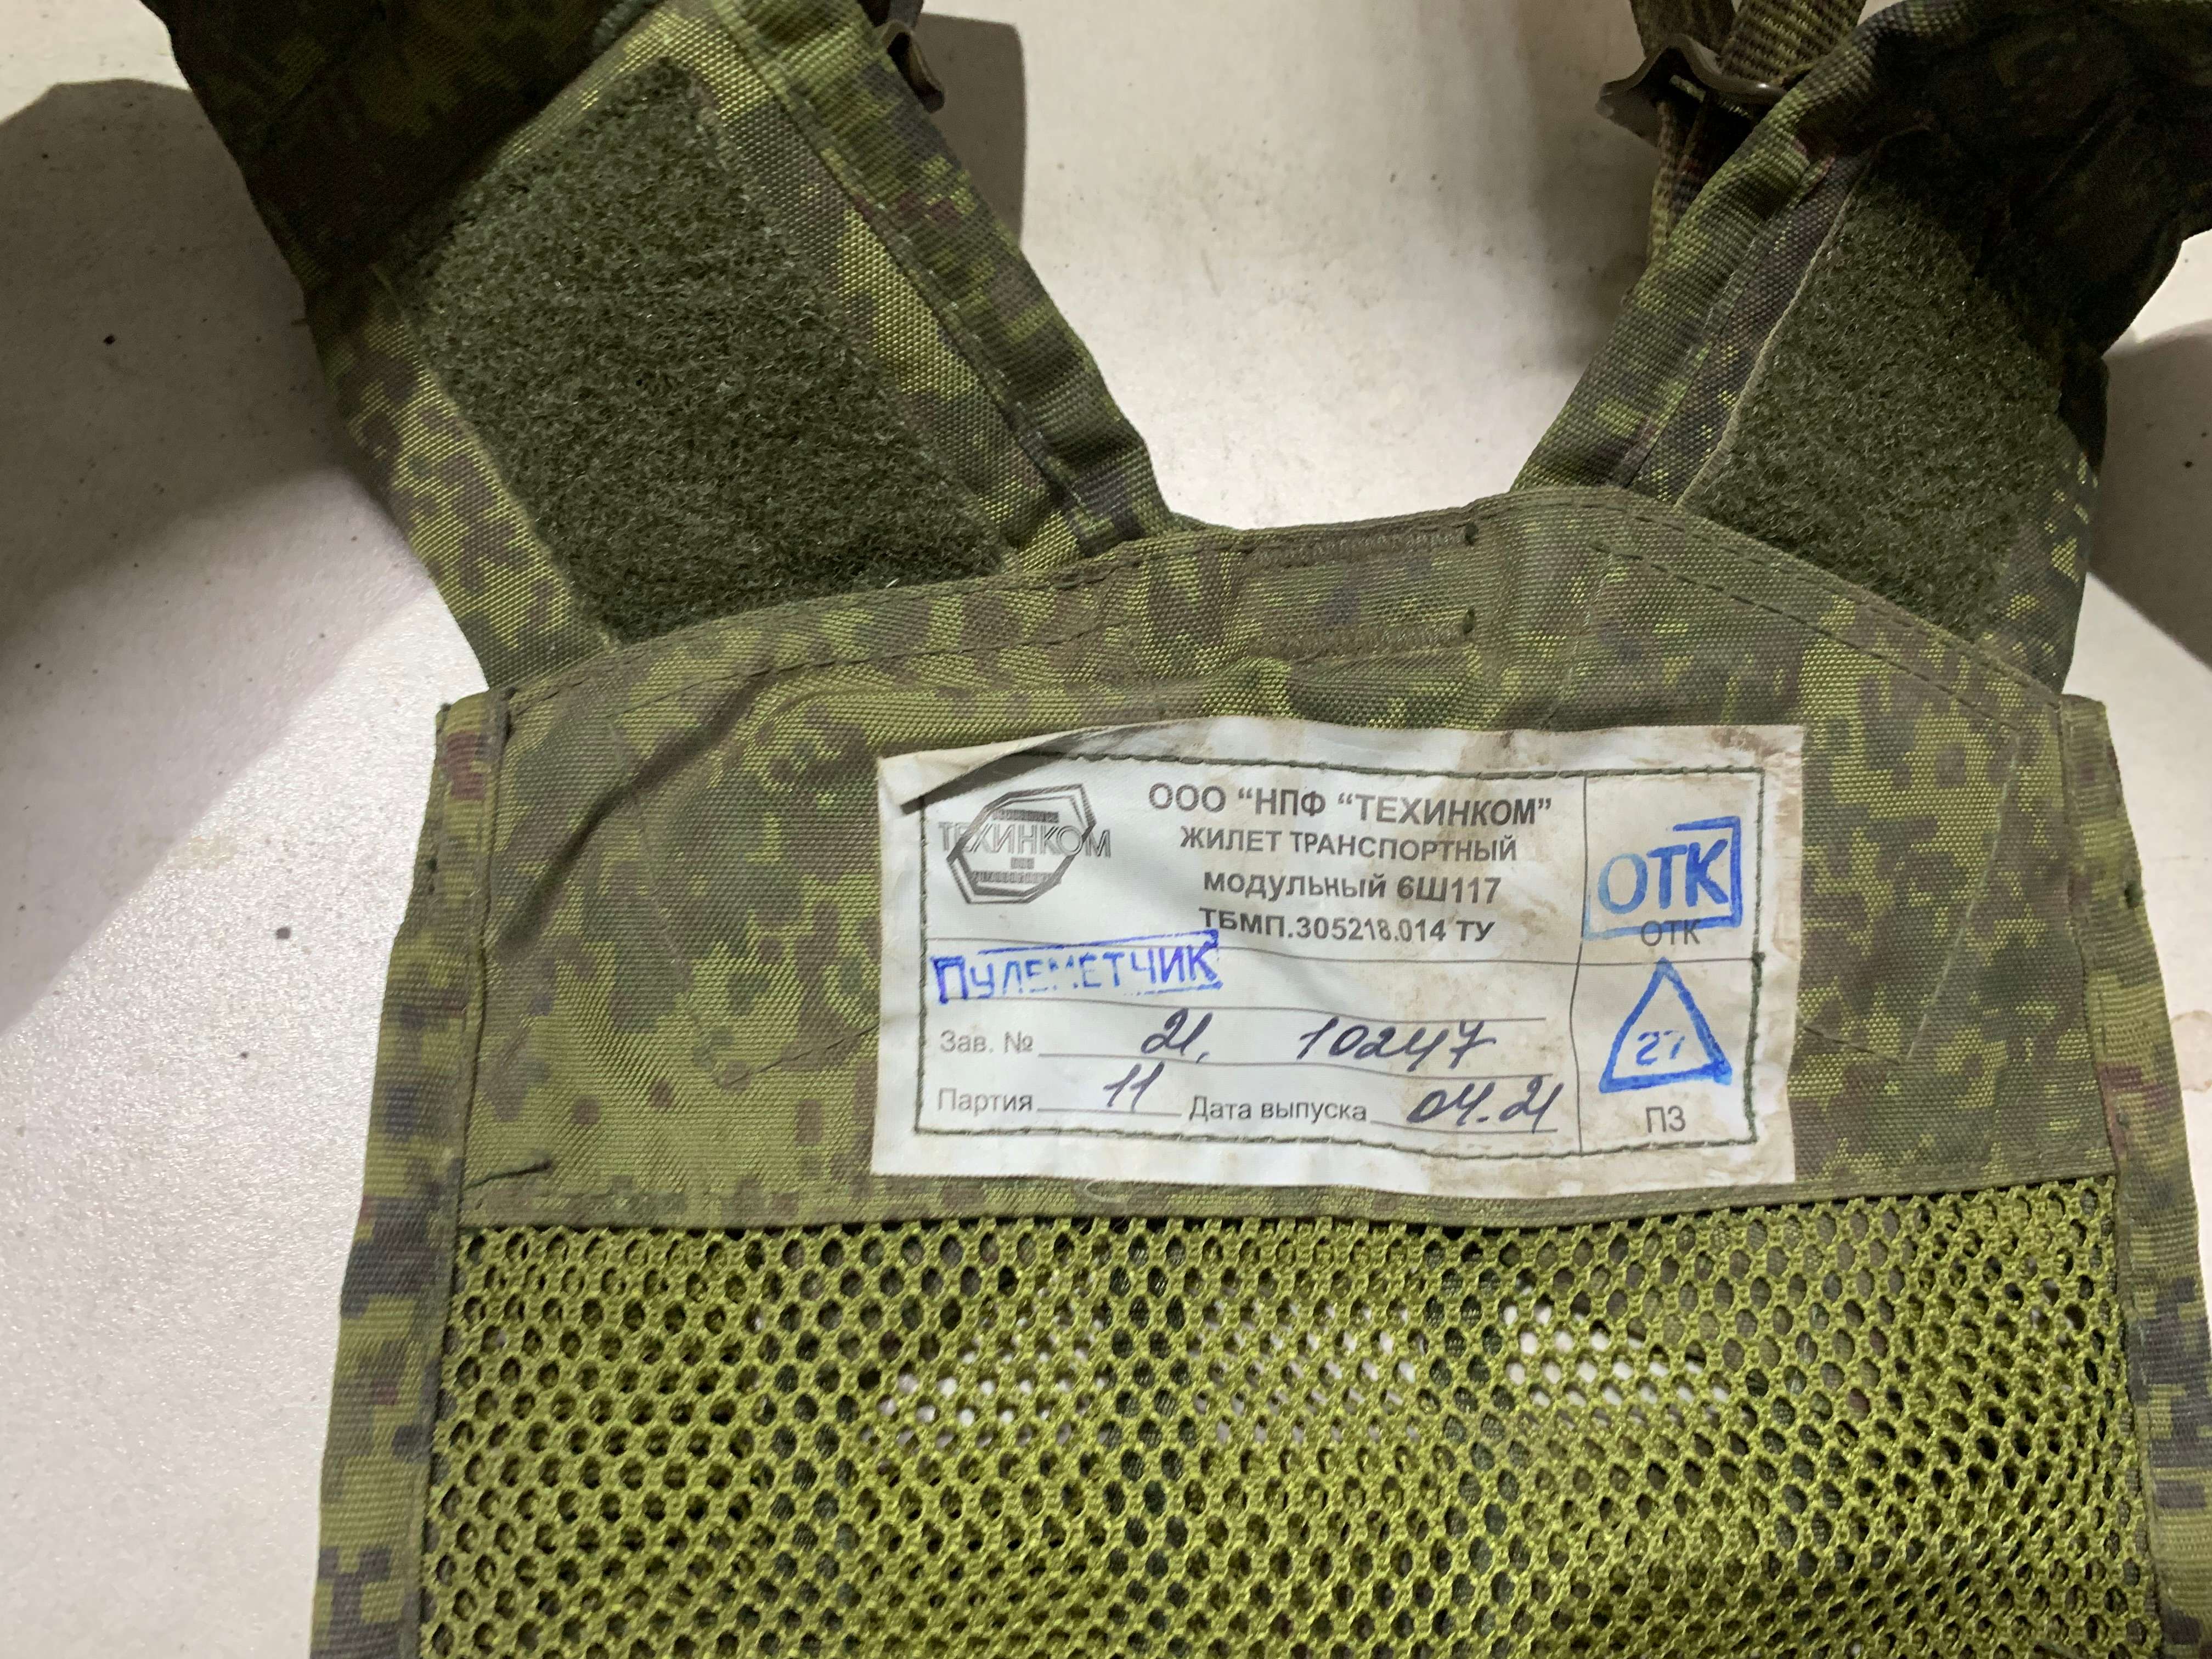 ТЕХИНКОМ
ООО “НПФ “ТЕХИНКОМ”
ЖИЛЕТ ТРАНСПОРТНЫЙ
МОДУЛЬНЫЙ 6Ш117
ТБМП.305218.014 ТУ
ОТК
ОТК
ПУЛЕМЕТЧИК
Зав. № 21. 10247
Партия 11 Дата выпуска 04.21
27
ПЗ